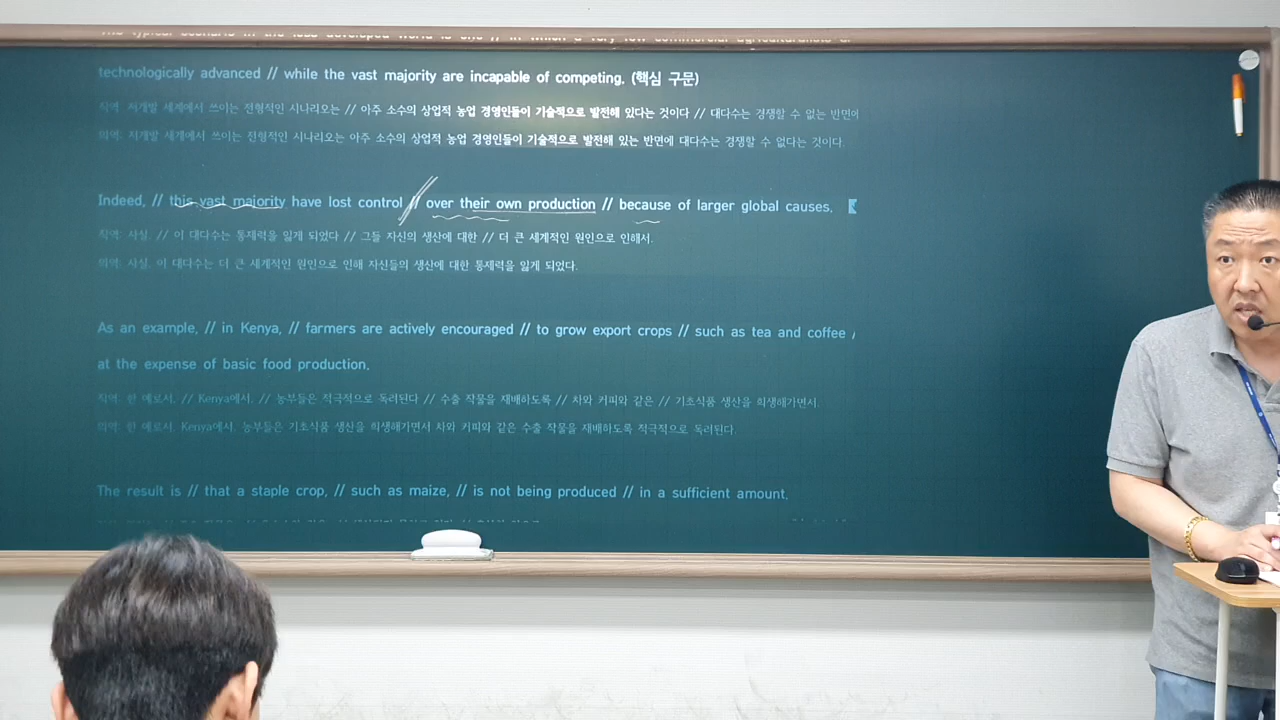 The typical scenario in the less developed world is one // in which a very few commercial agriculturalists are
technologically advanced // while the vast majority are incapable of competing. (핵심 구문)
직역: 저개발 세계에서 쓰이는 전형적인 시나리오는 // 아주 소수의 상업적 농업 경영인들이 기술적으로 발전해 있다는 것이다 // 대다수는 경쟁할 수 없는 반면에
의역: 저개발 세계에서 쓰이는 전형적인 시나리오는 아주 소수의 상업적 농업 경영인들이 기술적으로 발전해 있는 반면에 대다수는 경쟁할 수 없다는 것이다.
Indeed, // this vast majority have lost control // over their own production // because of larger global causes.
직역: 사실, // 이 대다수는 통제력을 잃게 되었다 // 그들 자신의 생산에 대한 // 더 큰 세계적인 원인으로 인해서.
의역: 사실, 이 대다수는 더 큰 세계적인 원인으로 인해 자신들의 생산에 대한 통제력을 잃게 되었다.
As an example, // in Kenya, // farmers are actively encouraged // to grow export crops // such as tea and coffee /
at the expense of basic food production.
직역: 한 예로서, // Kenya에서, // 농부들은 적극적으로 독려된다 // 수출 작물을 재배하도록 // 차와 커피와 같은 // 기초식품 생산을 희생해가면서.
의역: 한 예로서, Kenya에서, 농부들은 기초식품 생산을 희생해가면서 차와 커피와 같은 수출 작물을 재배하도록 적극적으로 독려된다.
The result is // that a staple crop, // such as maize, // is not being produced // in a sufficient amount.